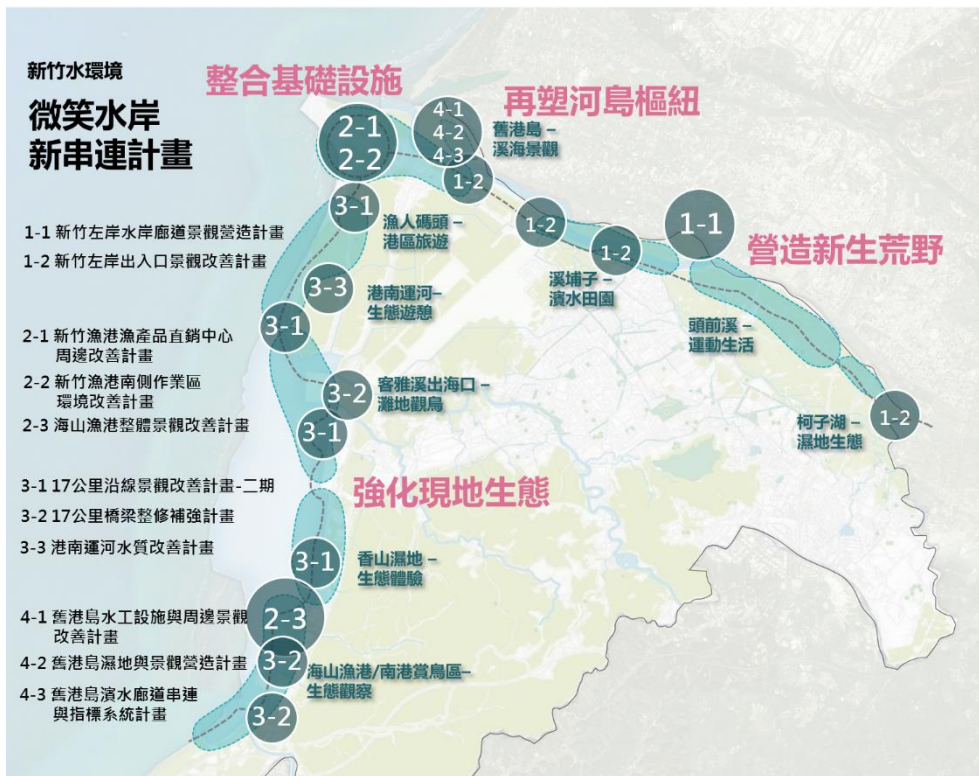 新竹水環境
微笑水岸
新串連計畫
1-1 新竹左岸水岸廊道景觀營造計畫
1-2 新竹左岸出入口景觀改善計畫
2-1 新竹漁港漁產品直銷中心
周邊改善計畫
2-2 新竹漁港南側作業區
環境改善計畫
2-3 海山漁港整體景觀改善計畫
3-1 17公里沿線景觀改善計畫-二期
3-2 17公里橋梁整修補強計畫
3-3 港南運河水質改善計畫
4-1 舊港島水工設施與周邊景觀
改善計畫
4-2 舊港島濕地與景觀營造計畫
4-3 舊港島濱水廊道串連
與指標系統計畫
整合基礎設施
再塑河島樞紐
營造新生荒野
強化現地生態
2-1
2-2
4-1
4-2
4-3
舊港島–
溪海景觀
1-2
3-1
漁人碼頭–
港區旅遊
1-2
1-2
1-1
溪埔子–
濱水田園
3-3
港南運河–
生態遊憩
3-1
頭前溪–
運動生活
3-2
客雅溪出海口–
灘地觀鳥
3-1
1-2
柯子湖–
濕地生態
3-1
香山濕地–
生態體驗
2-3
3-2
海山漁港/南港賞鳥區–
生態觀察
3-2